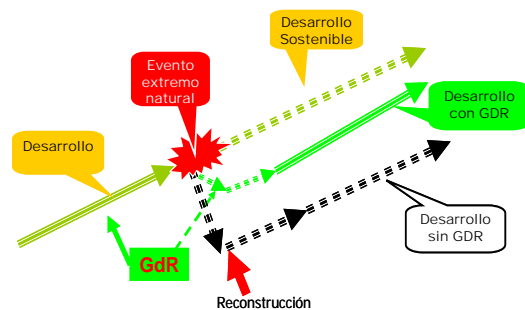 Desarrollo
Sostenible
Evento
extremo
natural
Desarrollo
con GDR
Desarrollo
Desarrollo
sin GDR
GdR
Reconstrucción